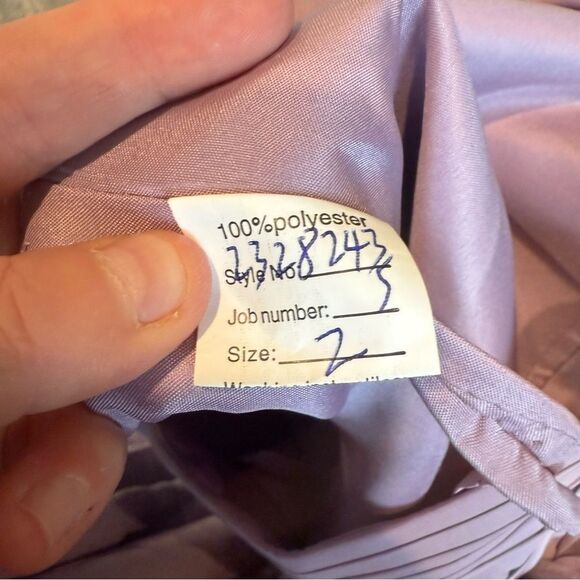 100%polyester
Style No: 2328243
Job number: 5
Size: 2